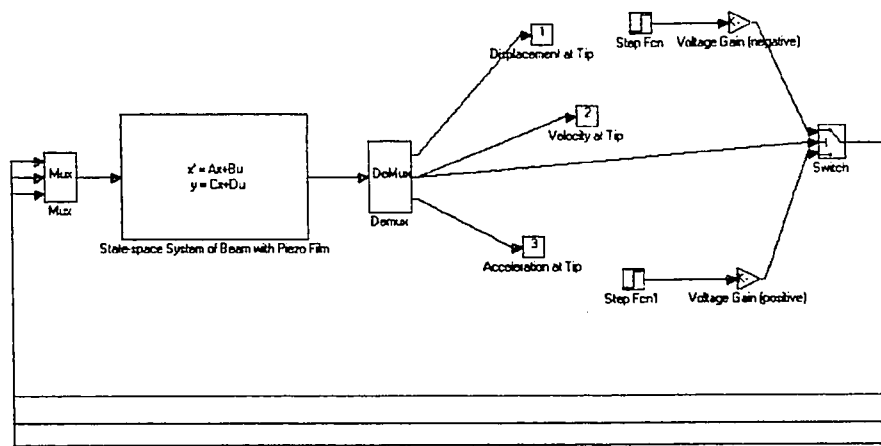 1
Displacement at Tip
Step Fcn
Voltage Gain (negative)
2
Velocity at Tip
Mux
Mux
x' = Ax+Bu
y = Cx+Du
State-space System of Beam with Piezo Film
DeMux
Demux
Switch
3
Acceleration at Tip
Step Fcn1
Voltage Gain (positive)